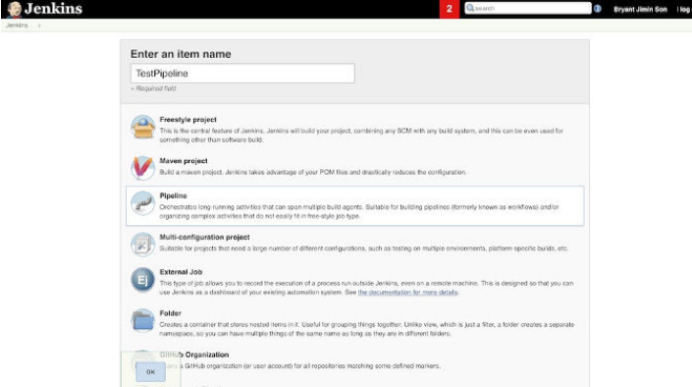 Jenkins
2
search
Bryant Jimin Son
log
Jenkins
Enter an item name
TestPipeline
» Required field
Freestyle project
This is the central feature of Jenkins. Jenkins will build your project, combining any SCM with any build system, and this can be even used for
something other than software build.
Maven project
Build a maven project. Jenkins takes advantage of your POM files and drastically reduces the configuration.
Pipeline
Orchestrates long-running activities that can span multiple build agents. Suitable for building pipelines (formerly known as workflows) and/or
organizing complex activities that do not easily fit in free-style job type.
Multi-configuration project
Suitable for projects that need a large number of different configurations, such as testing on multiple environments, platform-specific builds, etc.
Ej
External Job
This type of job allows you to record the execution of a process run outside Jenkins, even on a remote machine. This is designed so that you can
use Jenkins as a dashboard of your existing automation system. See the documentation for more details.
Folder
Creates a container that stores nested items in it. Useful for grouping things together. Unlike view, which is just a filter, a folder creates a separate
namespace, so you can have multiple things of the same name as long as they are in different folders.
GitHub Organization
a GitHub organization (or user account) for all repositories matching some defined markers.
OK